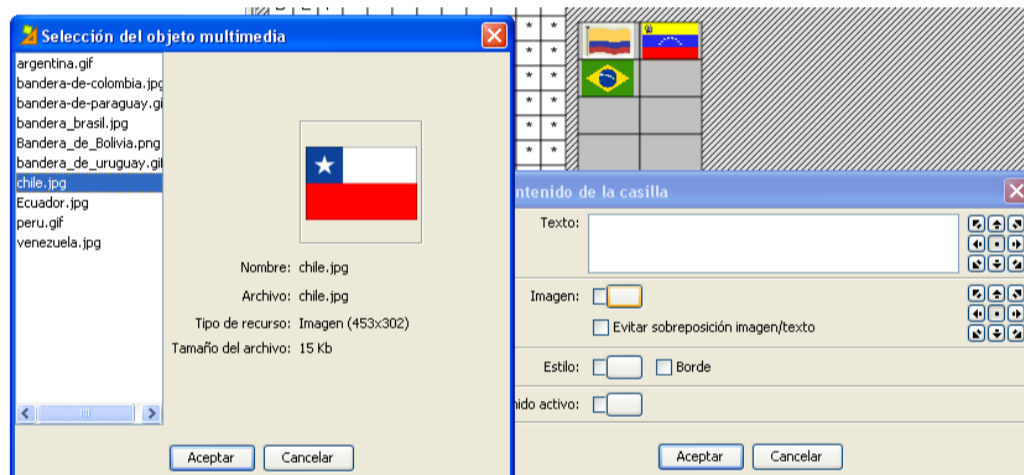 Selección del objeto multimedia
argentina.gif
bandera-de-colombia.jpg
bandera-de-paraguay.gi
bandera_brasil.jpg
Bandera_de_Bolivia.png
bandera_de_uruguay.gif
chile.jpg
Ecuador.jpg
peru.gif
venezuela.jpg
Nombre: chile.jpg
Archivo: chile.jpg
Tipo de recurso: Imagen (453x302)
Tamaño del archivo: 15 Kb
Aceptar Cancelar
* *
* *
* *
* *
* *
* *
* *
ntenido de la casilla
Texto:
Imagen:
Evitar sobreposición imagen/texto
Estilo: Borde
nido activo:
Aceptar Cancelar